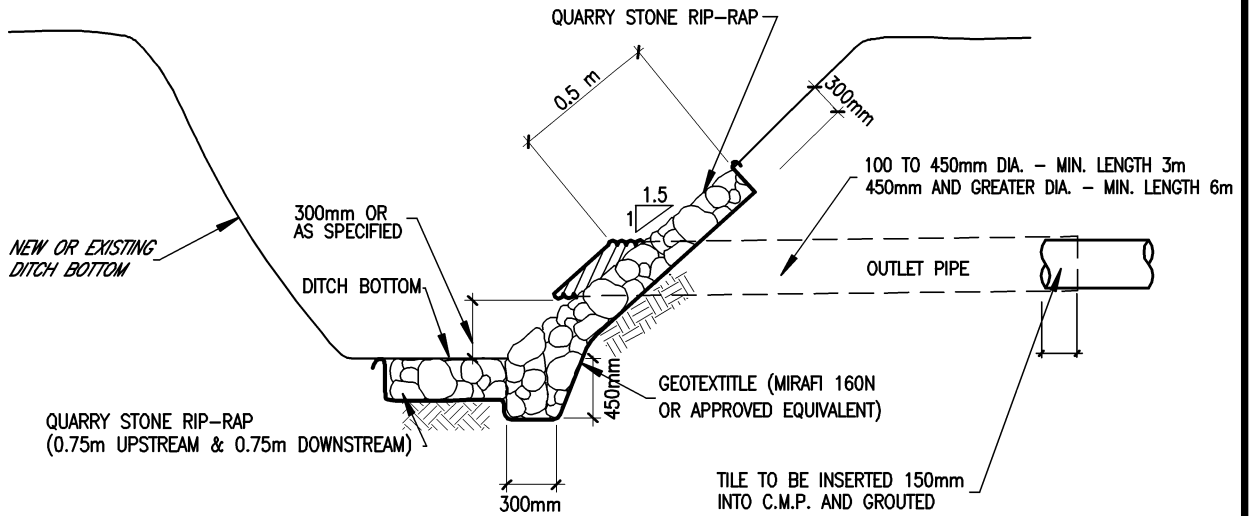 QUARRY STONE RIP-RAP
0.5 m
300mm
100 TO 450mm DIA. - MIN. LENGTH 3m
450mm AND GREATER DIA. - MIN. LENGTH 6m
1.5
1
300mm OR
AS SPECIFIED
NEW OR EXISTING
DITCH BOTTOM
DITCH BOTTOM
OUTLET PIPE
450mm
GEOTEXTITLE (MIRAFI 160N
OR APPROVED EQUIVALENT)
QUARRY STONE RIP-RAP
(0.75m UPSTREAM & 0.75m DOWNSTREAM)
300mm
TILE TO BE INSERTED 150mm
INTO C.M.P. AND GROUTED